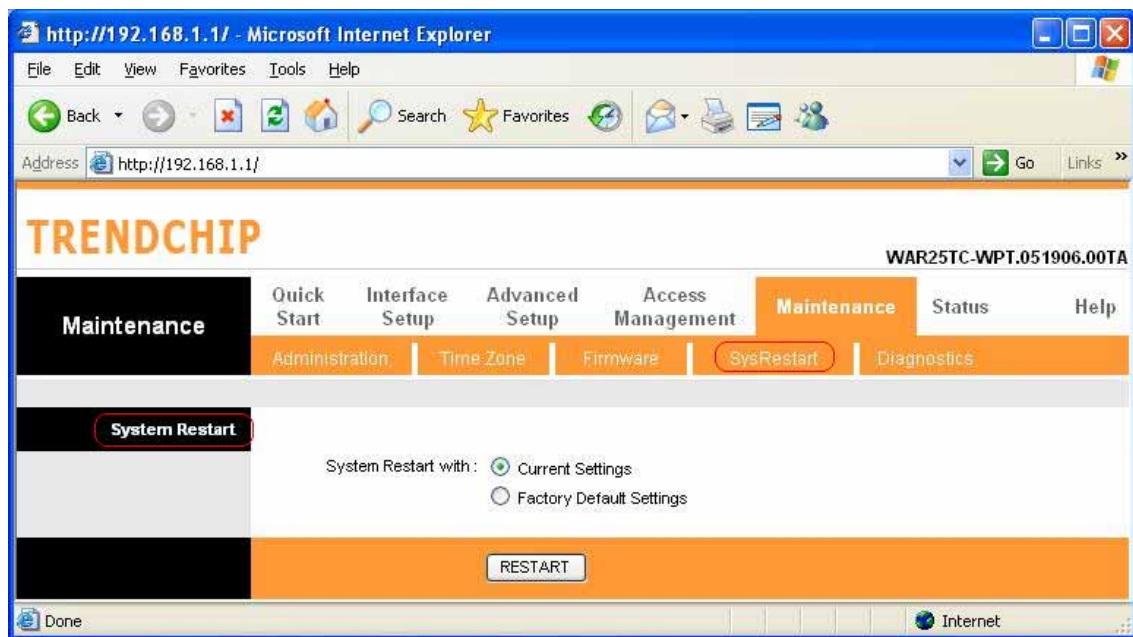 http://192.168.1.1/ - Microsoft Internet Explorer
File Edit View Favorites Tools Help
Back Search Favorites
Address http://192.168.1.1/ Go Links »
TRENDCHIP
WAR25TC-WPT.051906.00TA
Maintenance
Quick Start Interface Setup Advanced Setup Access Management Maintenance Status Help
Administration Time Zone Firmware SysRestart Diagnostics
System Restart
System Restart with : Current Settings
Factory Default Settings
RESTART
Done Internet